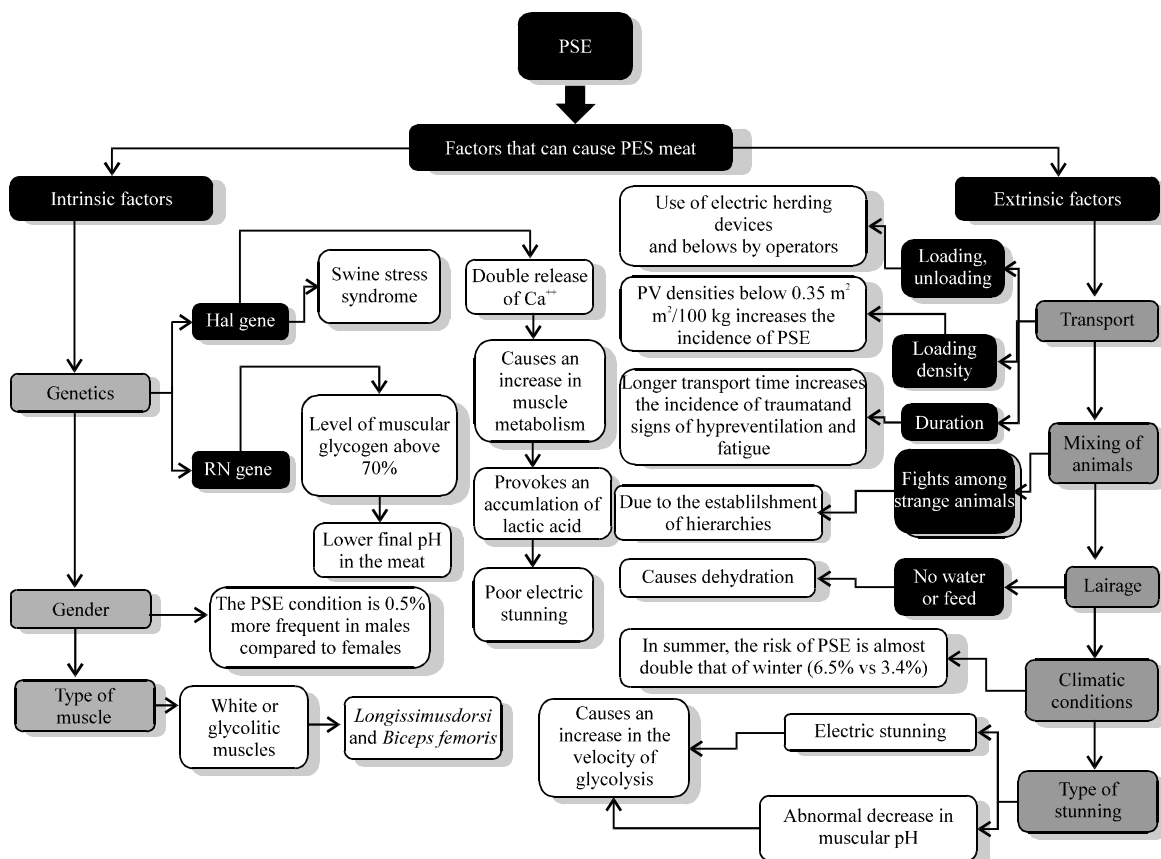 PSE
Factors that can cause PES meat
Intrinsic factors
Genetics
Hal gene
Swine stress
syndrome
Double release
of Ca++
Causes an
increase in
muscle
metabolism
Provokes an
accumlation of
lactic acid
Poor electric
stunning
RN gene
Level of muscular
glycogen above
70%
Lower final pH
in the meat
Gender
The PSE condition is 0.5%
more frequent in males
compared to females
Type of
muscle
White or
glycolitic
muscles
Longissimusdorsi
and Biceps femoris
Extrinsic factors
Transport
Loading,
unloading
Use of electric herding
devices
and belows by operators
Loading
density
PV densities below 0.35 m²
m²/100 kg increases the
incidence of PSE
Duration
Longer transport time increases
the incidence of traumatand
signs of hypreventilation and
fatigue
Mixing of
animals
Fights among
strange animals
Due to the establilshment
of hierarchies
Lairage
No water
or feed
Causes dehydration
Climatic
conditions
In summer, the risk of PSE is almost
double that of winter (6.5% vs 3.4%)
Type of
stunning
Electric stunning
Abnormal decrease in
muscular pH
Causes an
increase in the
velocity of
glycolysis